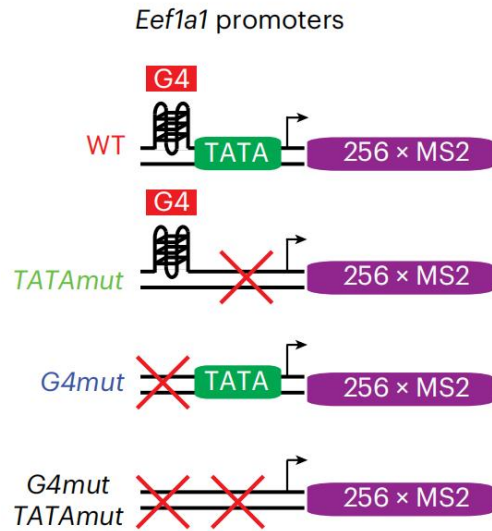 Eef1a1 promoters
G4
WT TATA 256 × MS2
G4
TATAmut 256 × MS2
G4mut TATA 256 × MS2
G4mut
TATAmut 256 × MS2